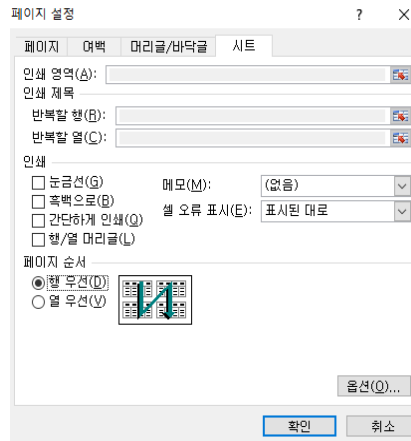 페이지 설정 ? ×
페이지 여백 머리글/바닥글 시트
인쇄 영역(A):
인쇄 제목
반복할 행(R):
반복할 열(C):
인쇄
눈금선(G) 메모(M): (없음)
흑백으로(B)
간단하게 인쇄(Q) 셀 오류 표시(E): 표시된 대로
행/열 머리글(L)
페이지 순서
행 우선(D)
열 우선(V)
옵션(O)...
확인 취소